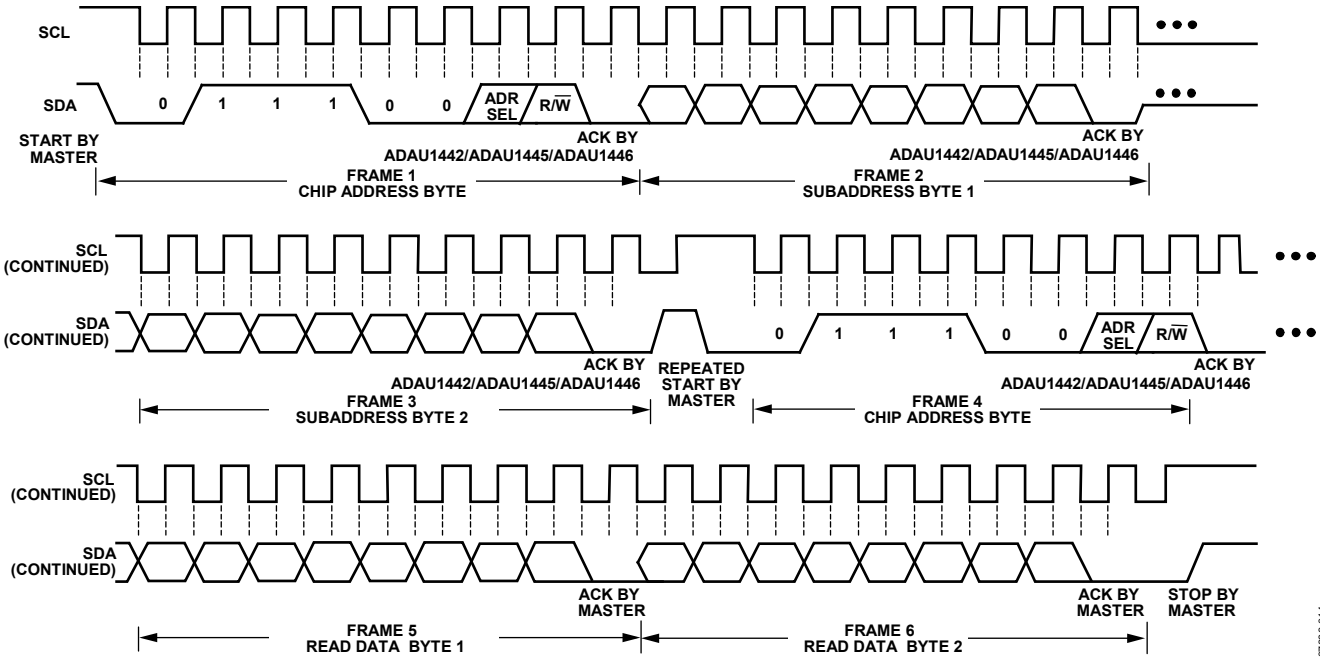 SCL
SDA
0 1 1 1 0 0 ADR SEL R/W̅
START BY MASTER
ACK BY ADAU1442/ADAU1445/ADAU1446
ACK BY ADAU1442/ADAU1445/ADAU1446
FRAME 1
CHIP ADDRESS BYTE
FRAME 2
SUBADDRESS BYTE 1
SCL
(CONTINUED)
SDA
(CONTINUED)
0 1 1 1 0 0 ADR SEL R/W̅
ACK BY ADAU1442/ADAU1445/ADAU1446
REPEATED START BY MASTER
ACK BY ADAU1442/ADAU1445/ADAU1446
FRAME 3
SUBADDRESS BYTE 2
FRAME 4
CHIP ADDRESS BYTE
SCL
(CONTINUED)
SDA
(CONTINUED)
ACK BY MASTER
ACK BY MASTER
STOP BY MASTER
FRAME 5
READ DATA BYTE 1
FRAME 6
READ DATA BYTE 2